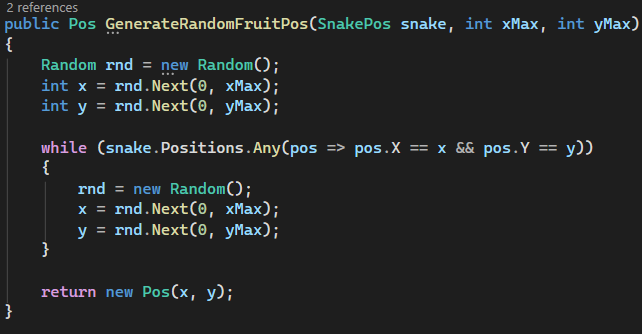 2 references
public Pos GenerateRandomFruitPos(SnakePos snake, int xMax, int yMax)
{
    Random rnd = new Random();
    int x = rnd.Next(0, xMax);
    int y = rnd.Next(0, yMax);

    while (snake.Positions.Any(pos => pos.X == x && pos.Y == y))
    {
        rnd = new Random();
        x = rnd.Next(0, xMax);
        y = rnd.Next(0, yMax);
    }

    return new Pos(x, y);
}